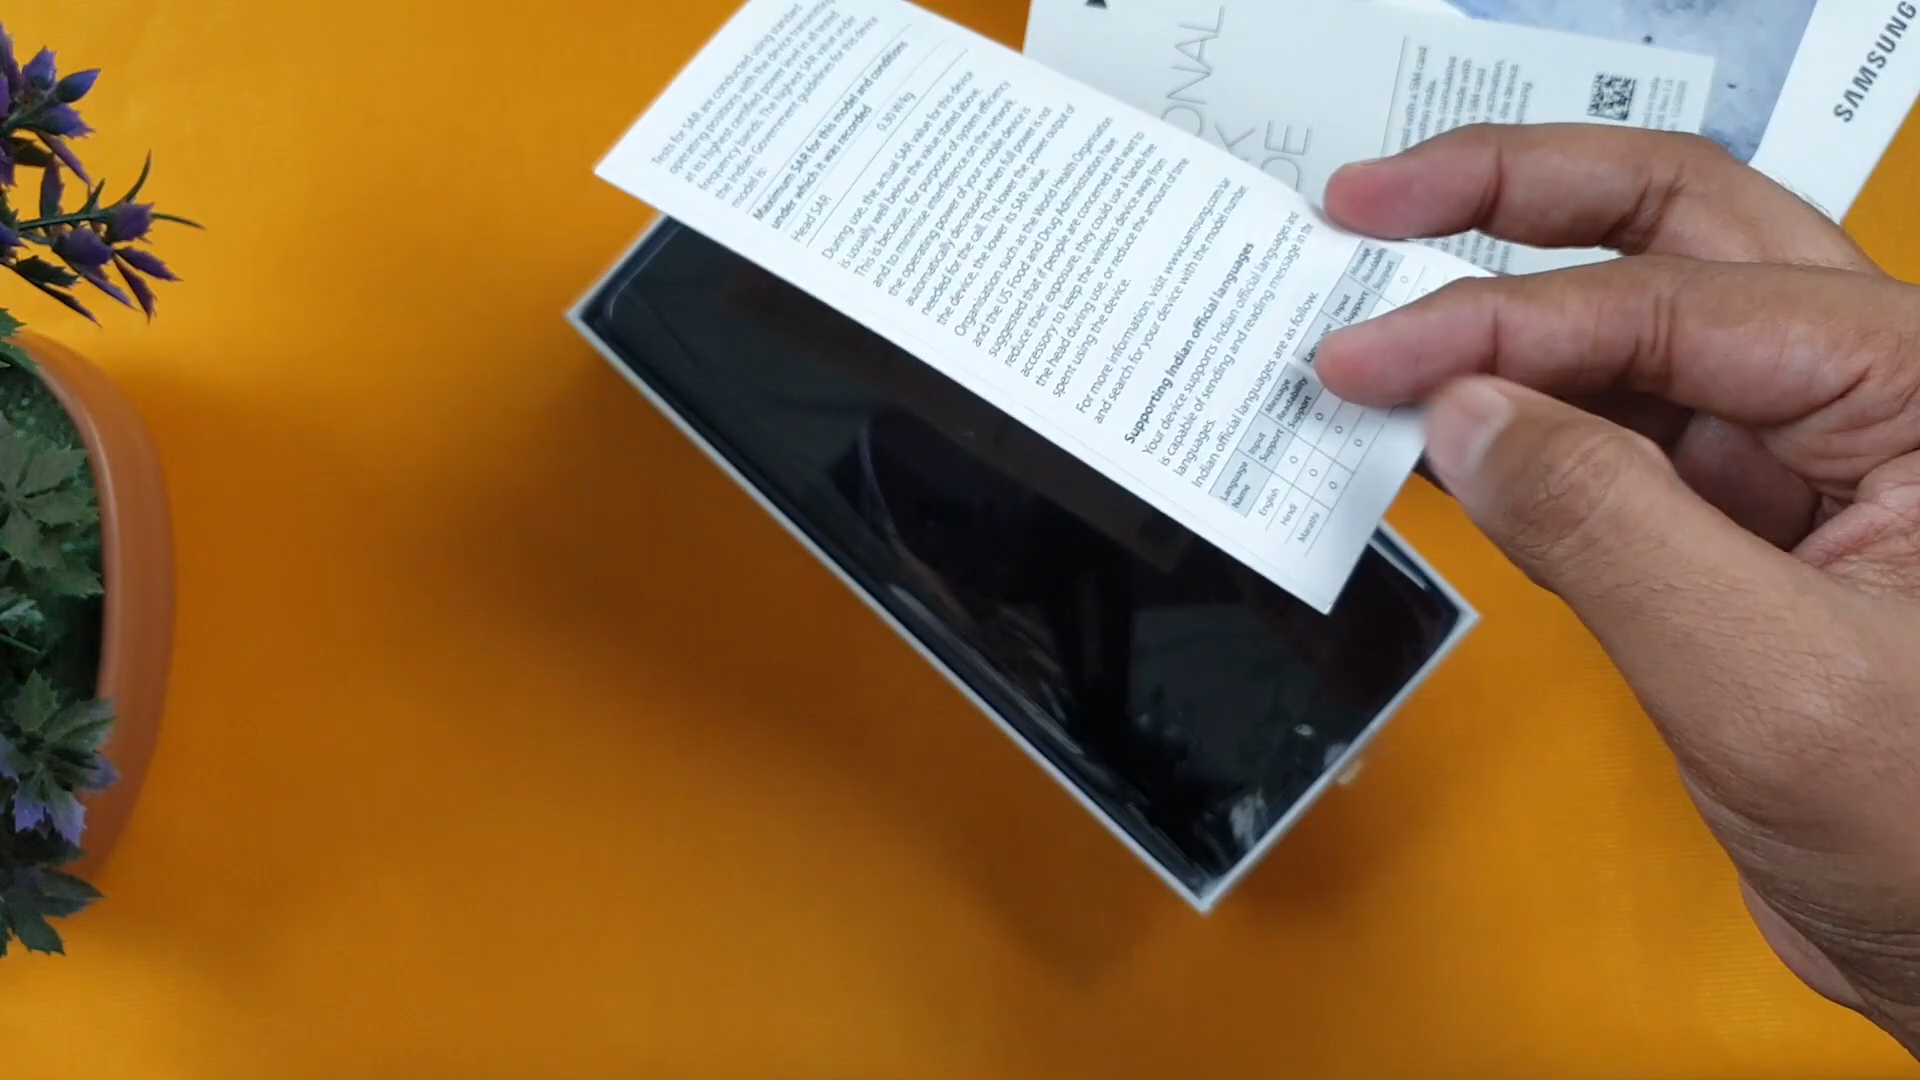 Tests for SAR are conducted using standard
operating positions with the device transmitting
at its highest certified power level in all tested
frequency bands. The highest SAR value under
the Indian Government guidelines for this device
model is:
Maximum SAR for this model and conditions
under which it was recorded
Head SAR 0.30 W/kg
During use, the actual SAR value for this device
is usually well below the value stated above.
This is because, for purposes of system efficiency
and to minimise interference on the network,
the operating power of your mobile device is
automatically decreased when full power is not
needed for the call. The lower the power output of
the device, the lower its SAR value.
Organisation such as the World Health Organisation
and the US Food and Drug Administration have
suggested that if people are concerned and want to
reduce their exposure, they could use a hands-free
accessory to keep the wireless device away from
the head during use, or reduce the amount of time
spent using the device.
For more information, visit www.samsung.com/sar
and search for your device with the model number.
Supporting Indian official languages
Your device supports Indian official languages and
is capable of sending and reading message in the
languages.
Indian official languages are as follow.
Language Name Input Support Message Readability Support
Input Support Message Readability Support
English O O
Hindi O O
Marathi O O
ONAL
DE
SAMSUNG